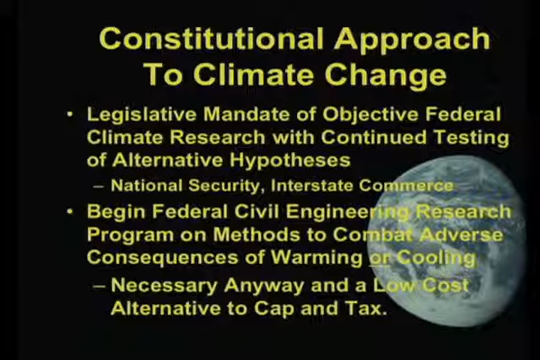 Constitutional Approach
To Climate Change
• Legislative Mandate of Objective Federal
Climate Research with Continued Testing
of Alternative Hypotheses
– National Security, Interstate Commerce
• Begin Federal Civil Engineering Research
Program on Methods to Combat Adverse
Consequences of Warming or Cooling
– Necessary Anyway and a Low Cost
Alternative to Cap and Tax.